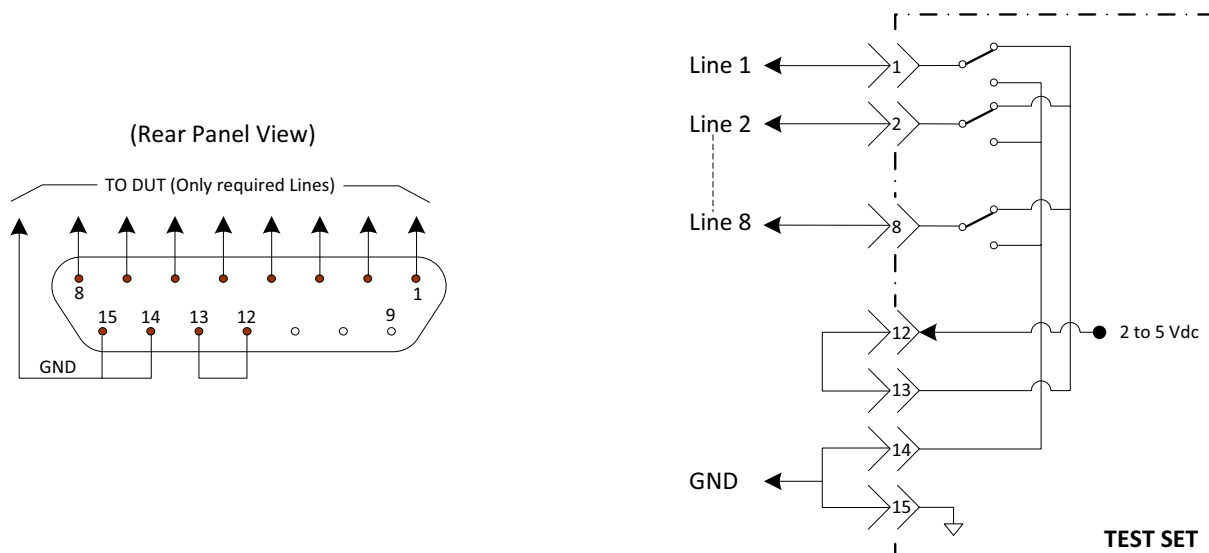 (Rear Panel View)
TO DUT (Only required Lines)
8
1
15
14
13
12
9
GND
Line 1
1
Line 2
2
Line 8
8
12
2 to 5 Vdc
13
14
GND
15
TEST SET